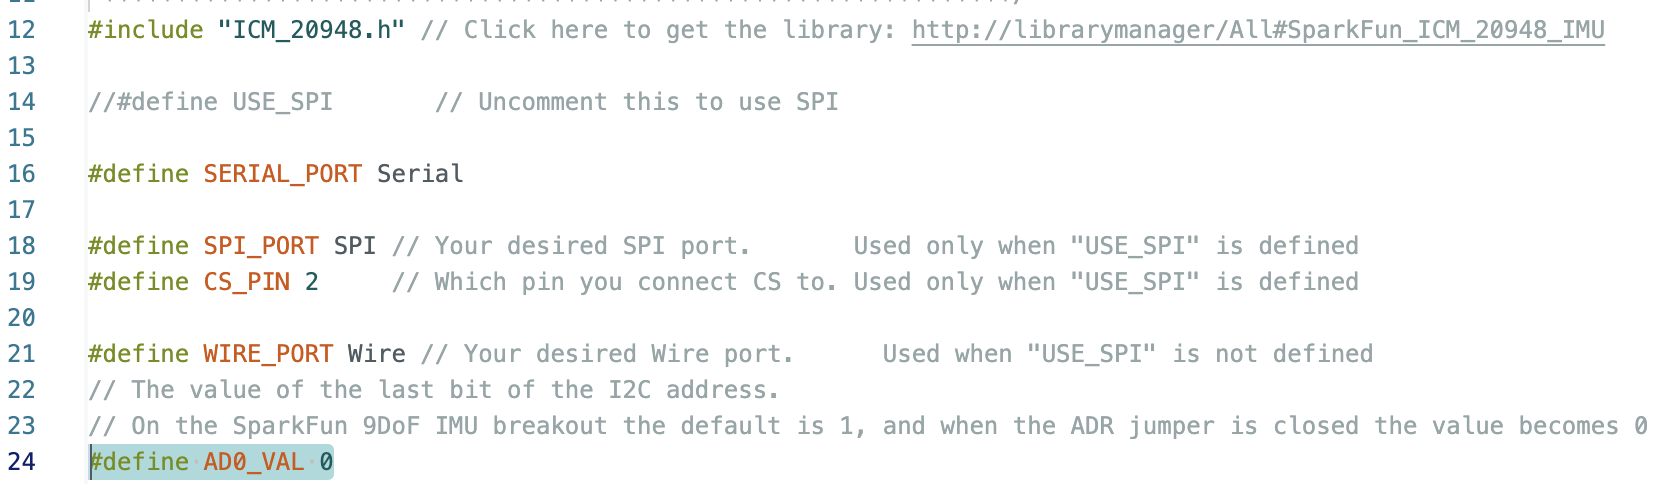 12 #include "ICM_20948.h" // Click here to get the library: http://librarymanager/All#SparkFun_ICM_20948_IMU
13
14 //#define USE_SPI       // Uncomment this to use SPI
15
16 #define SERIAL_PORT Serial
17
18 #define SPI_PORT SPI // Your desired SPI port.       Used only when "USE_SPI" is defined
19 #define CS_PIN 2     // Which pin you connect CS to. Used only when "USE_SPI" is defined
20
21 #define WIRE_PORT Wire // Your desired Wire port.      Used when "USE_SPI" is not defined
22 // The value of the last bit of the I2C address.
23 // On the SparkFun 9DoF IMU breakout the default is 1, and when the ADR jumper is closed the value becomes 0
24 #define AD0_VAL 0